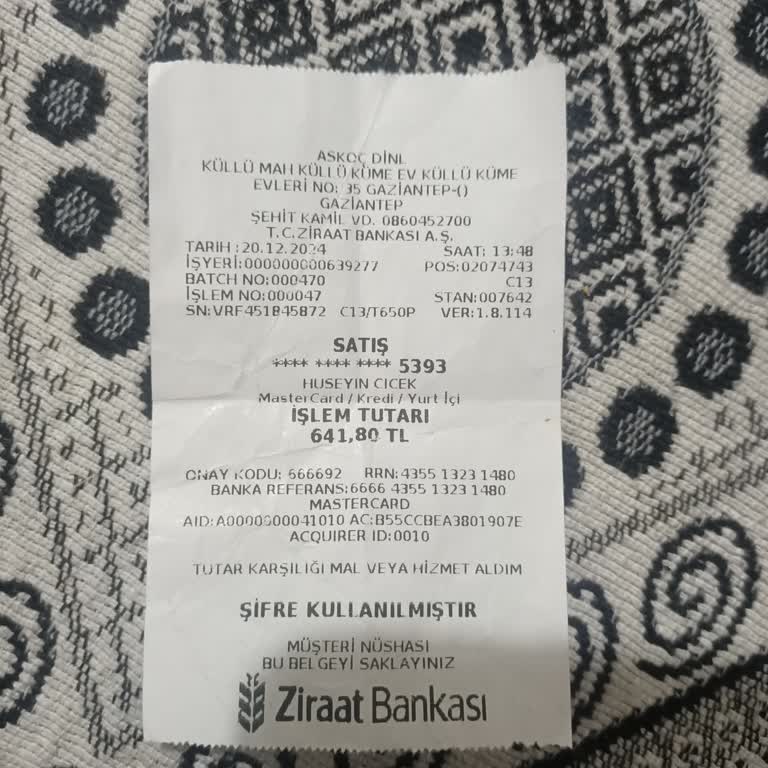 ASKOÇ DİNL
KÜLLÜ MAH KÜLLÜ KÜME EV KÜLLÜ KÜME
EVLERİ NO: 35 GAZİANTEP-()
GAZİANTEP
ŞEHİT KAMİL VD. 0860452700
T.C.ZİRAAT BANKASI A.Ş.
TARİH :20.12.2024 SAAT: 13:48
İŞYERİ:000000000639277 POS:02074743
BATCH NO:000470 C13
İŞLEM NO:000047 STAN:007642
SN:VRF451845872 C13/T650P VER:1.8.114
SATIŞ
**** **** **** 5393
HUSEYIN CICEK
MasterCard / Kredi / Yurt İçi
İŞLEM TUTARI
641,80 TL
ONAY KODU: 666692 RRN:4355 1323 1480
BANKA REFERANS:6666 4355 1323 1480
MASTERCARD
AID:A0000000041010 AC:B55CCBEA3801907E
ACQUIRER ID:0010
TUTAR KARŞILIĞI MAL VEYA HİZMET ALDIM
ŞİFRE KULLANILMIŞTIR
MÜŞTERİ NÜSHASI
BU BELGEYİ SAKLAYINIZ
Ziraat Bankası